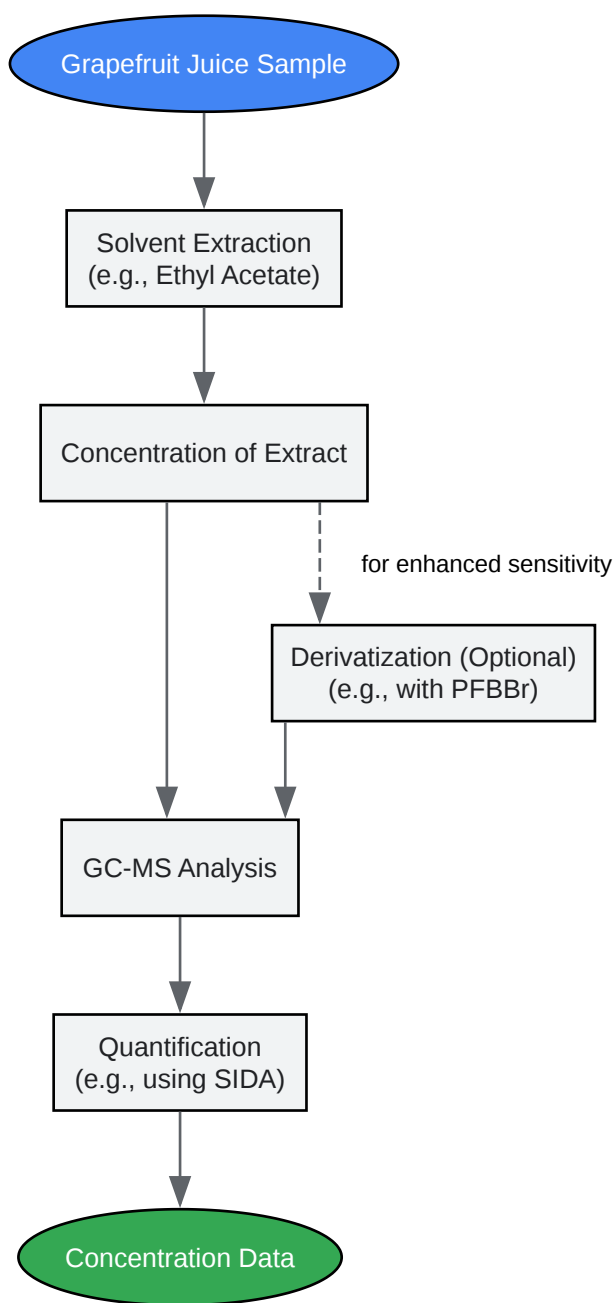 Grapefruit Juice Sample
Solvent Extraction
(e.g., Ethyl Acetate)
Concentration of Extract
for enhanced sensitivity
Derivatization (Optional)
(e.g., with PFBBr)
GC-MS Analysis
Quantification
(e.g., using SIDA)
Concentration Data